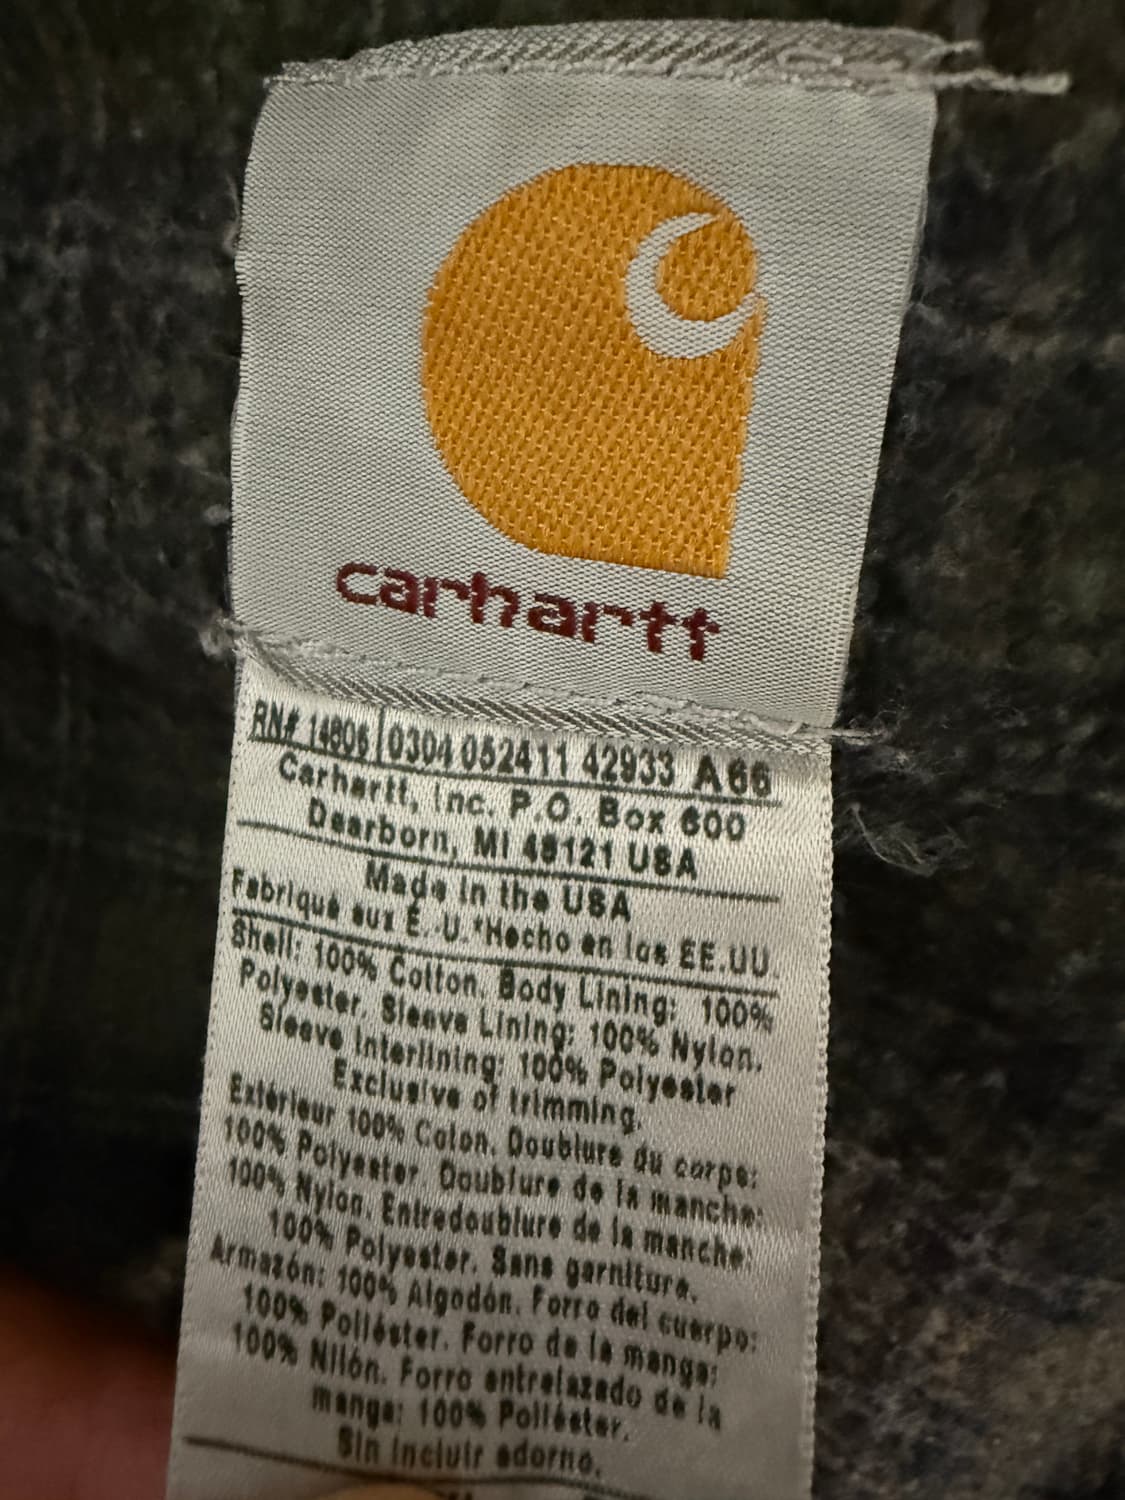 carhartt
RN# 14806 0304 052411 42933 A66
Carhartt, Inc. P.O. Box 600
Dearborn, MI 48121 USA
Made in the USA
Fabriqué aux É.-U.*Hecho en los EE.UU.
Shell: 100% Cotton. Body Lining: 100%
Polyester. Sleeve Lining: 100% Nylon.
Sleeve Interlining: 100% Polyester
Exclusive of trimming.
Extérieur 100% Coton. Doublure du corps:
100% Polyester. Doublure de la manche:
100% Nylon. Entredoublure de la manche:
100% Polyester. Sans garniture.
Armazón: 100% Algodón. Forro del cuerpo:
100% Poliéster. Forro de la manga:
100% Nilón. Forro entrelazado de la
manga: 100% Poliéster.
Sin incluir adorno.